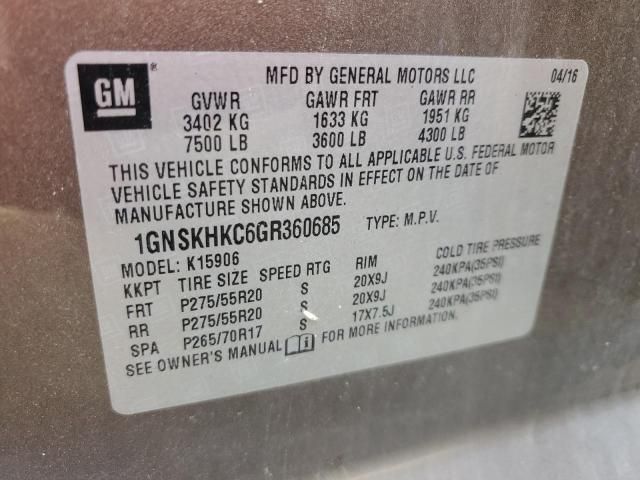 GM
MFD BY GENERAL MOTORS LLC 04/16
GVWR GAWR FRT GAWR RR
3402 KG 1633 KG 1951 KG
7500 LB 3600 LB 4300 LB
THIS VEHICLE CONFORMS TO ALL APPLICABLE U.S. FEDERAL MOTOR
VEHICLE SAFETY STANDARDS IN EFFECT ON THE DATE OF
MANUFACTURE SHOWN ABOVE.
1GNSKHKC6GR360685 TYPE: M.P.V.
MODEL: K15906
KKPT TIRE SIZE SPEED RTG RIM COLD TIRE PRESSURE
FRT P275/55R20 S 20X9J 240KPA(35PSI)
RR P275/55R20 S 20X9J 240KPA(35PSI)
SPA P265/70R17 S 17X7.5J 240KPA(35PSI)
SEE OWNER'S MANUAL FOR MORE INFORMATION.